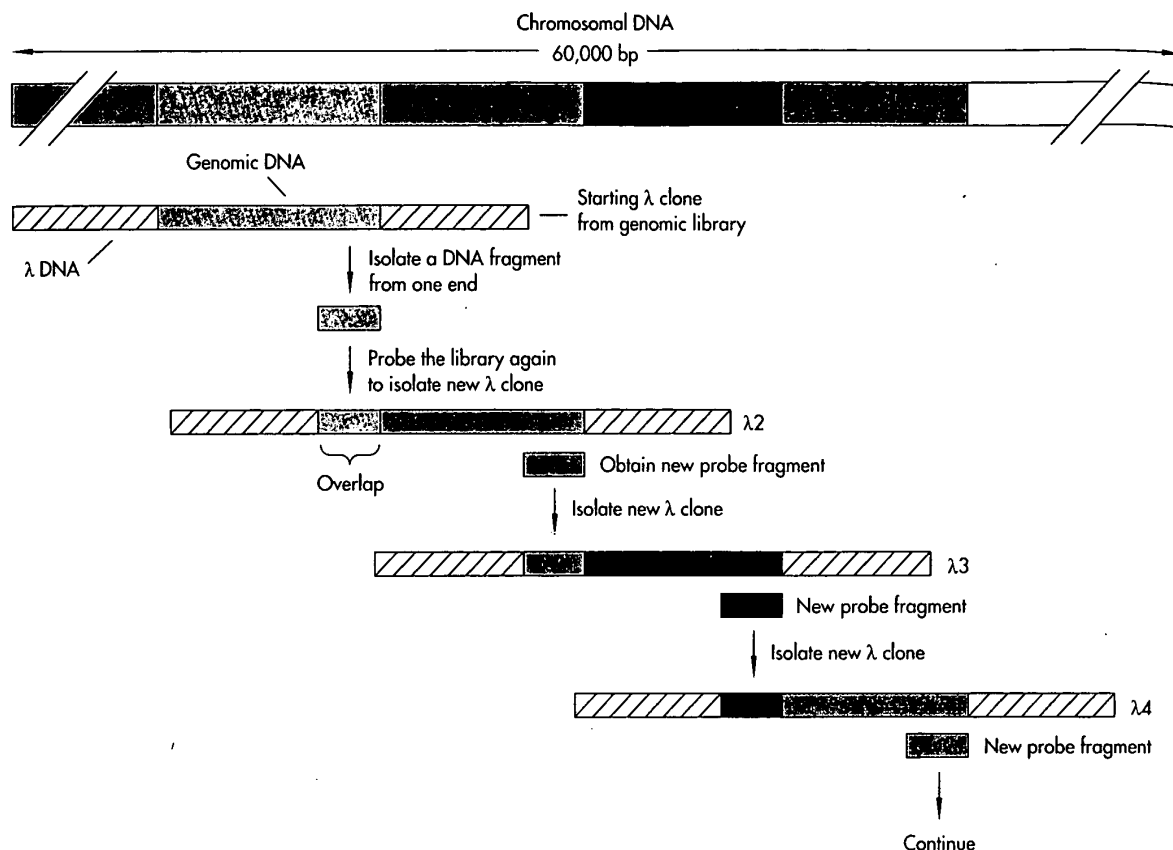 Chromosomal DNA
60,000 bp
Genomic DNA
Starting λ clone
from genomic library
λ DNA
Isolate a DNA fragment
from one end
Probe the library again
to isolate new λ clone
λ2
Overlap
Obtain new probe fragment
Isolate new λ clone
λ3
New probe fragment
Isolate new λ clone
λ4
New probe fragment
Continue